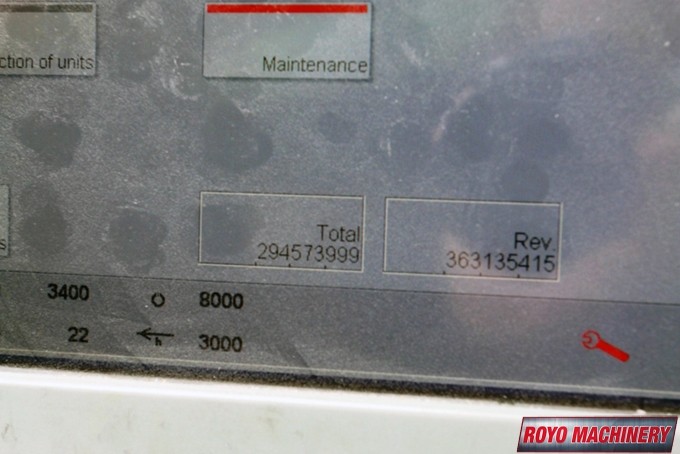 ction of units
Maintenance
s
Total
294573999
Rev.
363135415
3400 8000
22 h 3000
ROYO MACHINERY